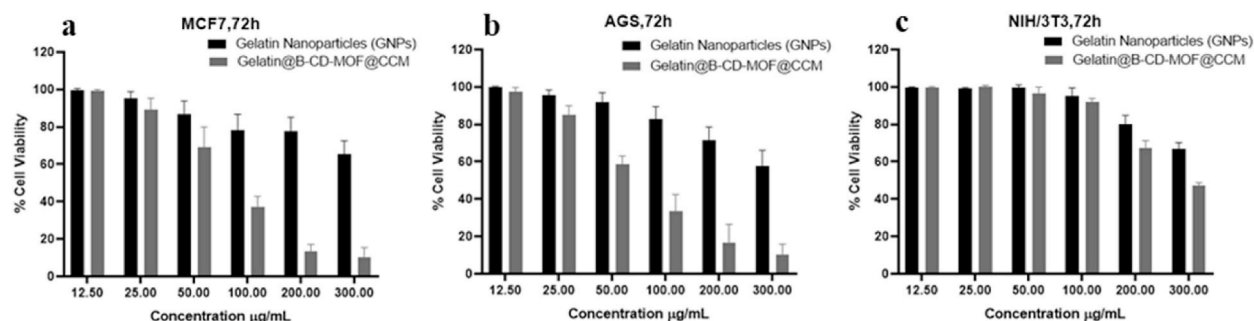 a
MCF7,72h
Gelatin Nanoparticles (GNPs)
Gelatin@B-CD-MOF@CCM
% Cell Viability
120
100
80
60
40
20
0
12.50 25.00 50.00 100.00 200.00 300.00
Concentration µg/mL
b
AGS,72h
Gelatin Nanoparticles (GNPs)
Gelatin@B-CD-MOF@CCM
% Cell Viability
120
100
80
60
40
20
0
12.50 25.00 50.00 100.00 200.00 300.00
Concentration µg/mL
c
NIH/3T3,72h
Gelatin Nanoparticles (GNPs)
Gelatin@B-CD-MOF@CCM
% Cell Viability
120
100
80
60
40
20
0
12.50 25.00 50.00 100.00 200.00 300.00
Concentration µg/mL